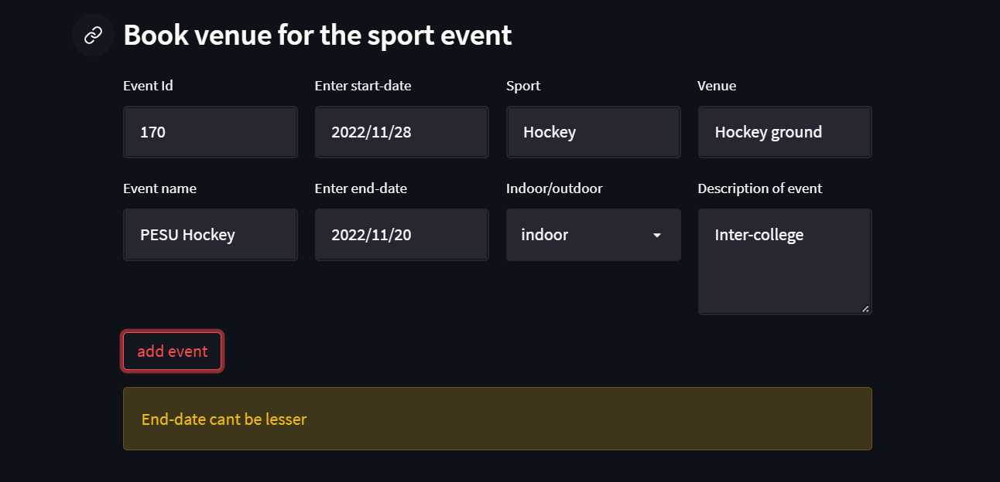 Book venue for the sport event
Event Id
Enter start-date
Sport
Venue
170
2022/11/28
Hockey
Hockey ground
Event name
Enter end-date
Indoor/outdoor
Description of event
PESU Hockey
2022/11/20
indoor
Inter-college
add event
End-date cant be lesser